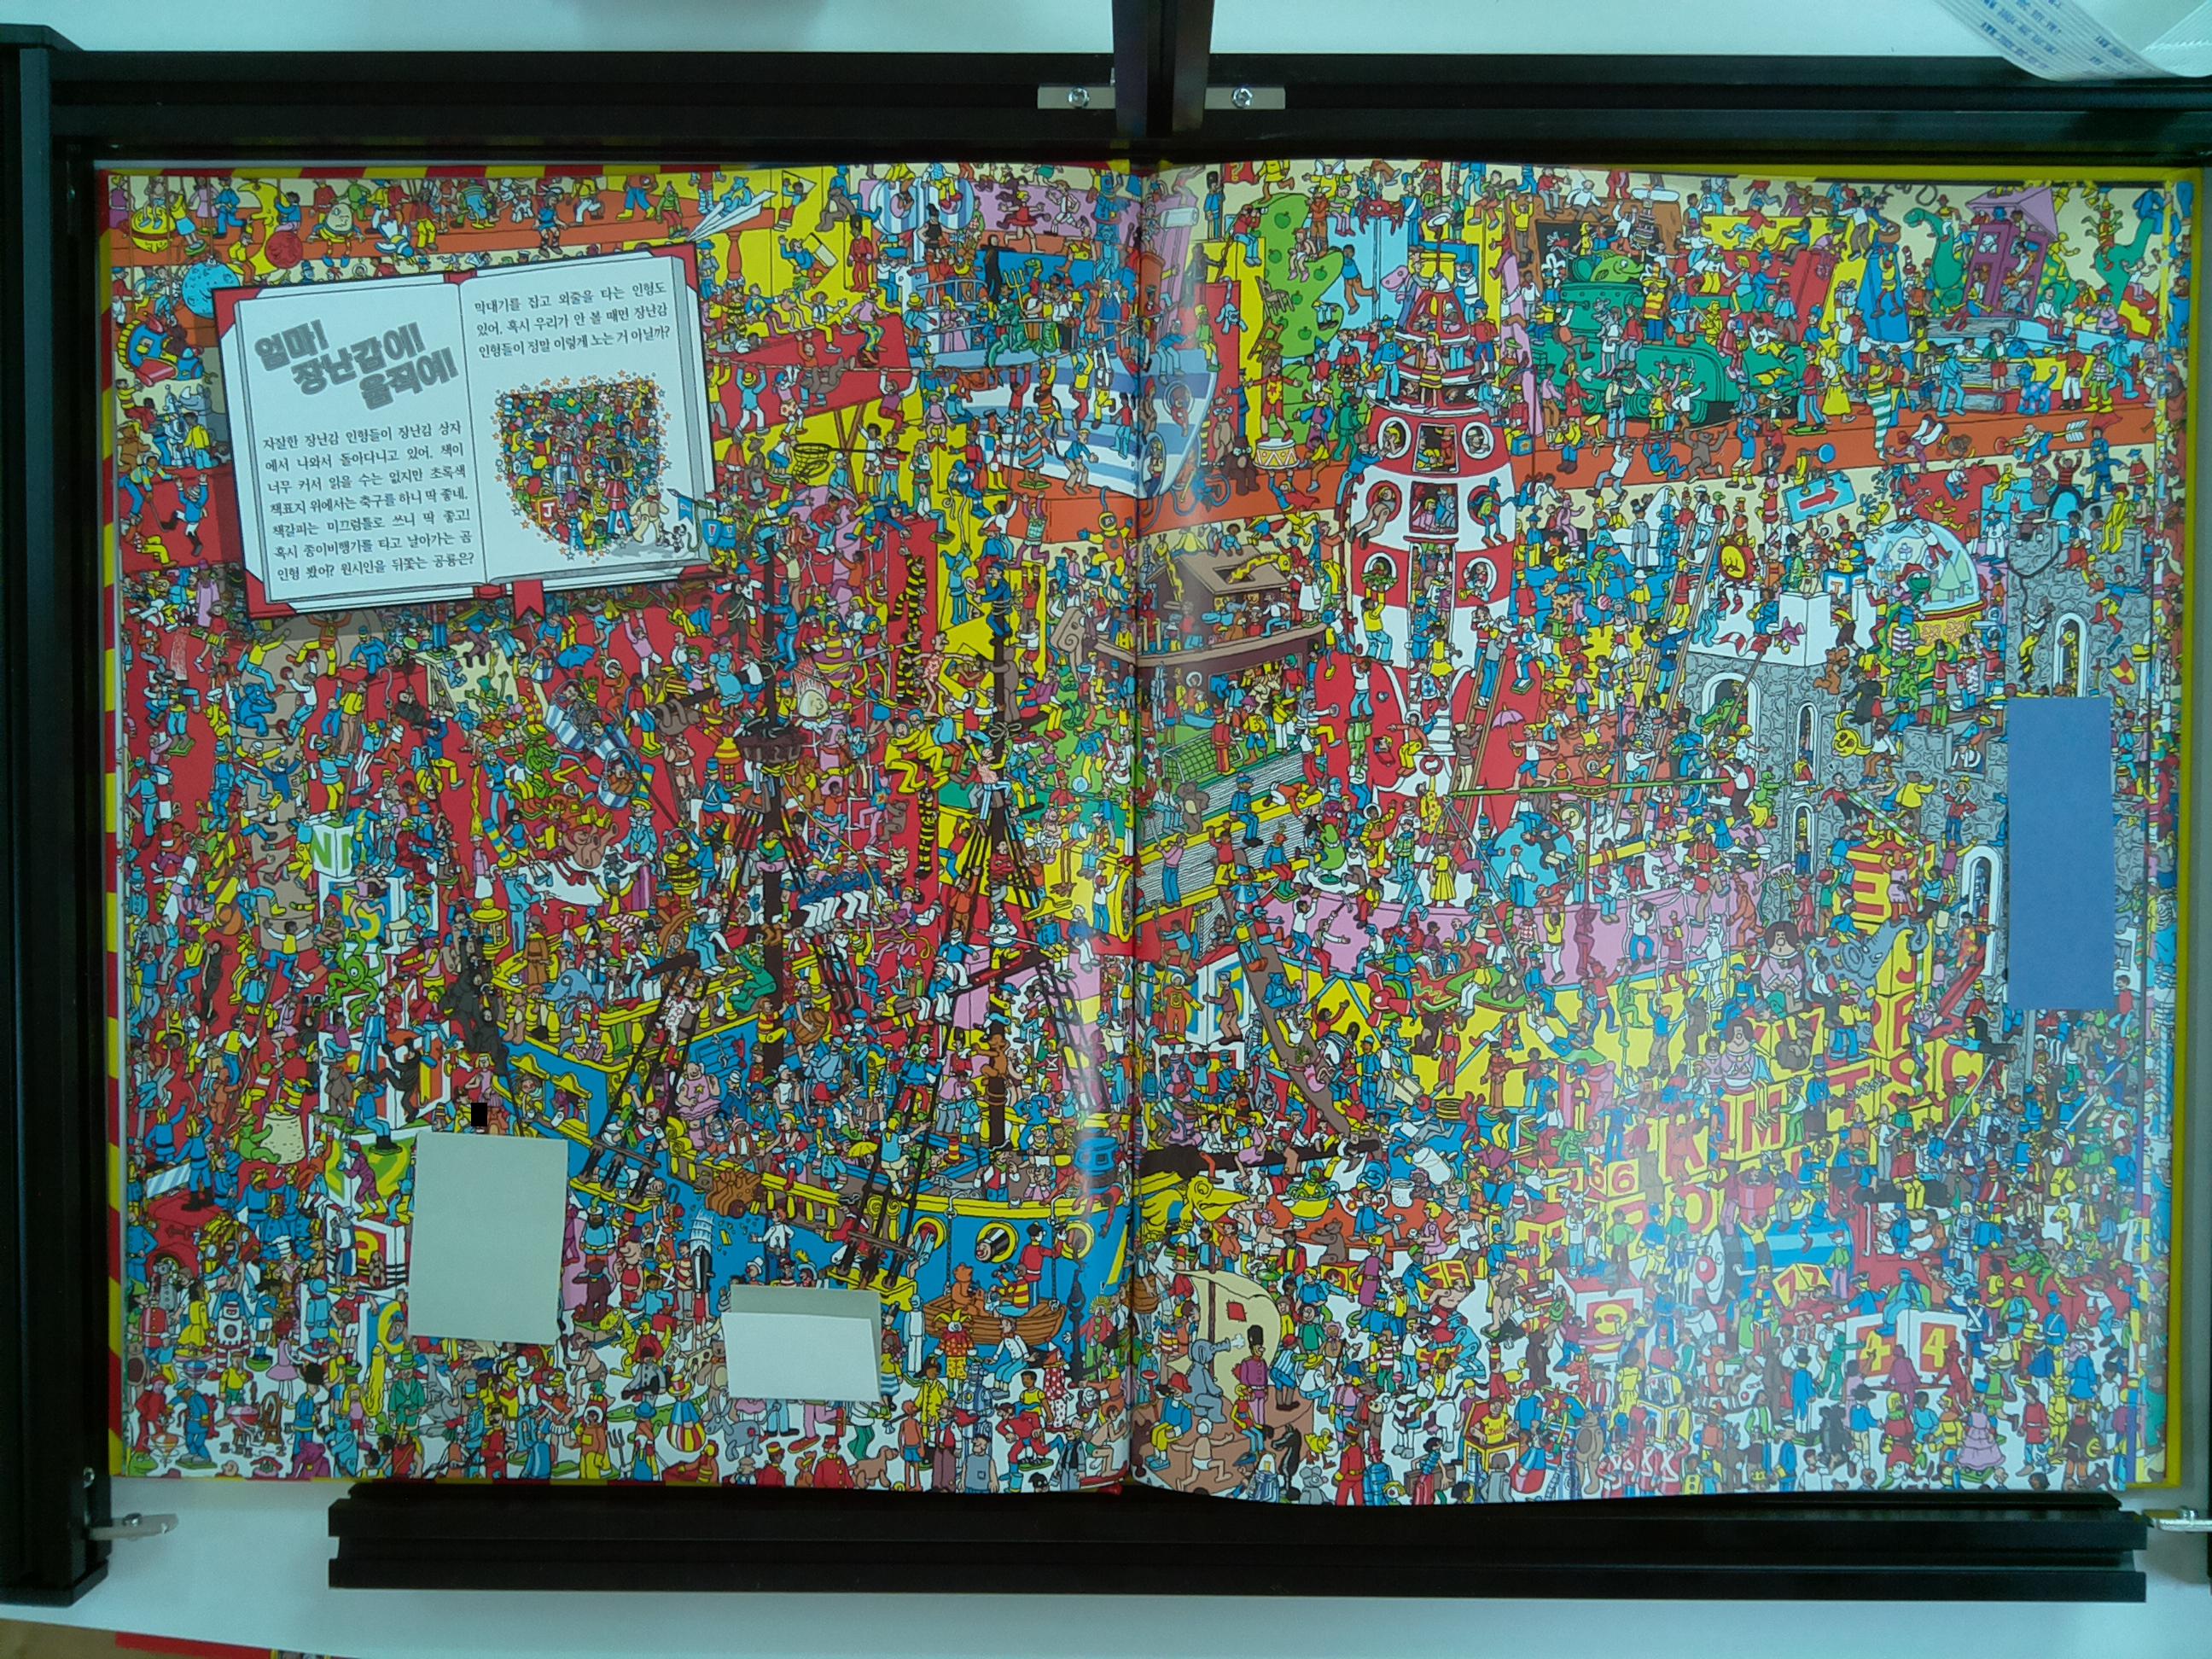 엄마!
장난감에!
움직여!
자잘한 장난감 인형들이 장난감 상자
에서 나와서 돌아다니고 있어. 책이
너무 커서 읽을 수는 없지만 초록색
책표지 위에서는 축구를 하니 딱 좋네.
책갈피는 미끄럼틀로 쓰니 딱 좋고!
혹시 종이비행기를 타고 날아가는 곰
인형 봤어? 원시인을 뒤쫓는 공룡은?
막대기를 잡고 외줄을 타는 인형도
있어. 혹시 우리가 안 볼 때면 장난감
인형들이 정말 이렇게 노는 거 아닐까?
N
J
E
S
C
K
M
T
S
66
77
4
4